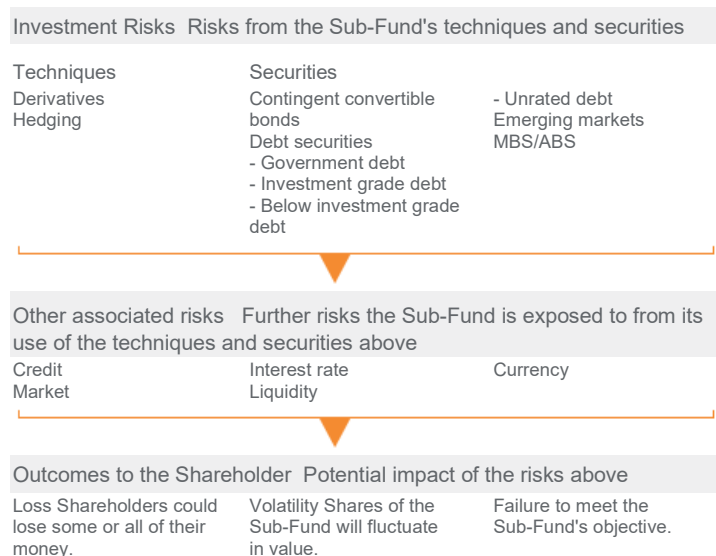 Investment Risks  Risks from the Sub-Fund's techniques and securities
Techniques
Derivatives
Hedging
Securities
Contingent convertible
bonds
Debt securities
- Government debt
- Investment grade debt
- Below investment grade
debt
- Unrated debt
Emerging markets
MBS/ABS
Other associated risks   Further risks the Sub-Fund is exposed to from its
use of the techniques and securities above
Credit
Market
Interest rate
Liquidity
Currency
Outcomes to the Shareholder  Potential impact of the risks above
Loss Shareholders could
lose some or all of their
money.
Volatility Shares of the
Sub-Fund will fluctuate
in value.
Failure to meet the
Sub-Fund's objective.